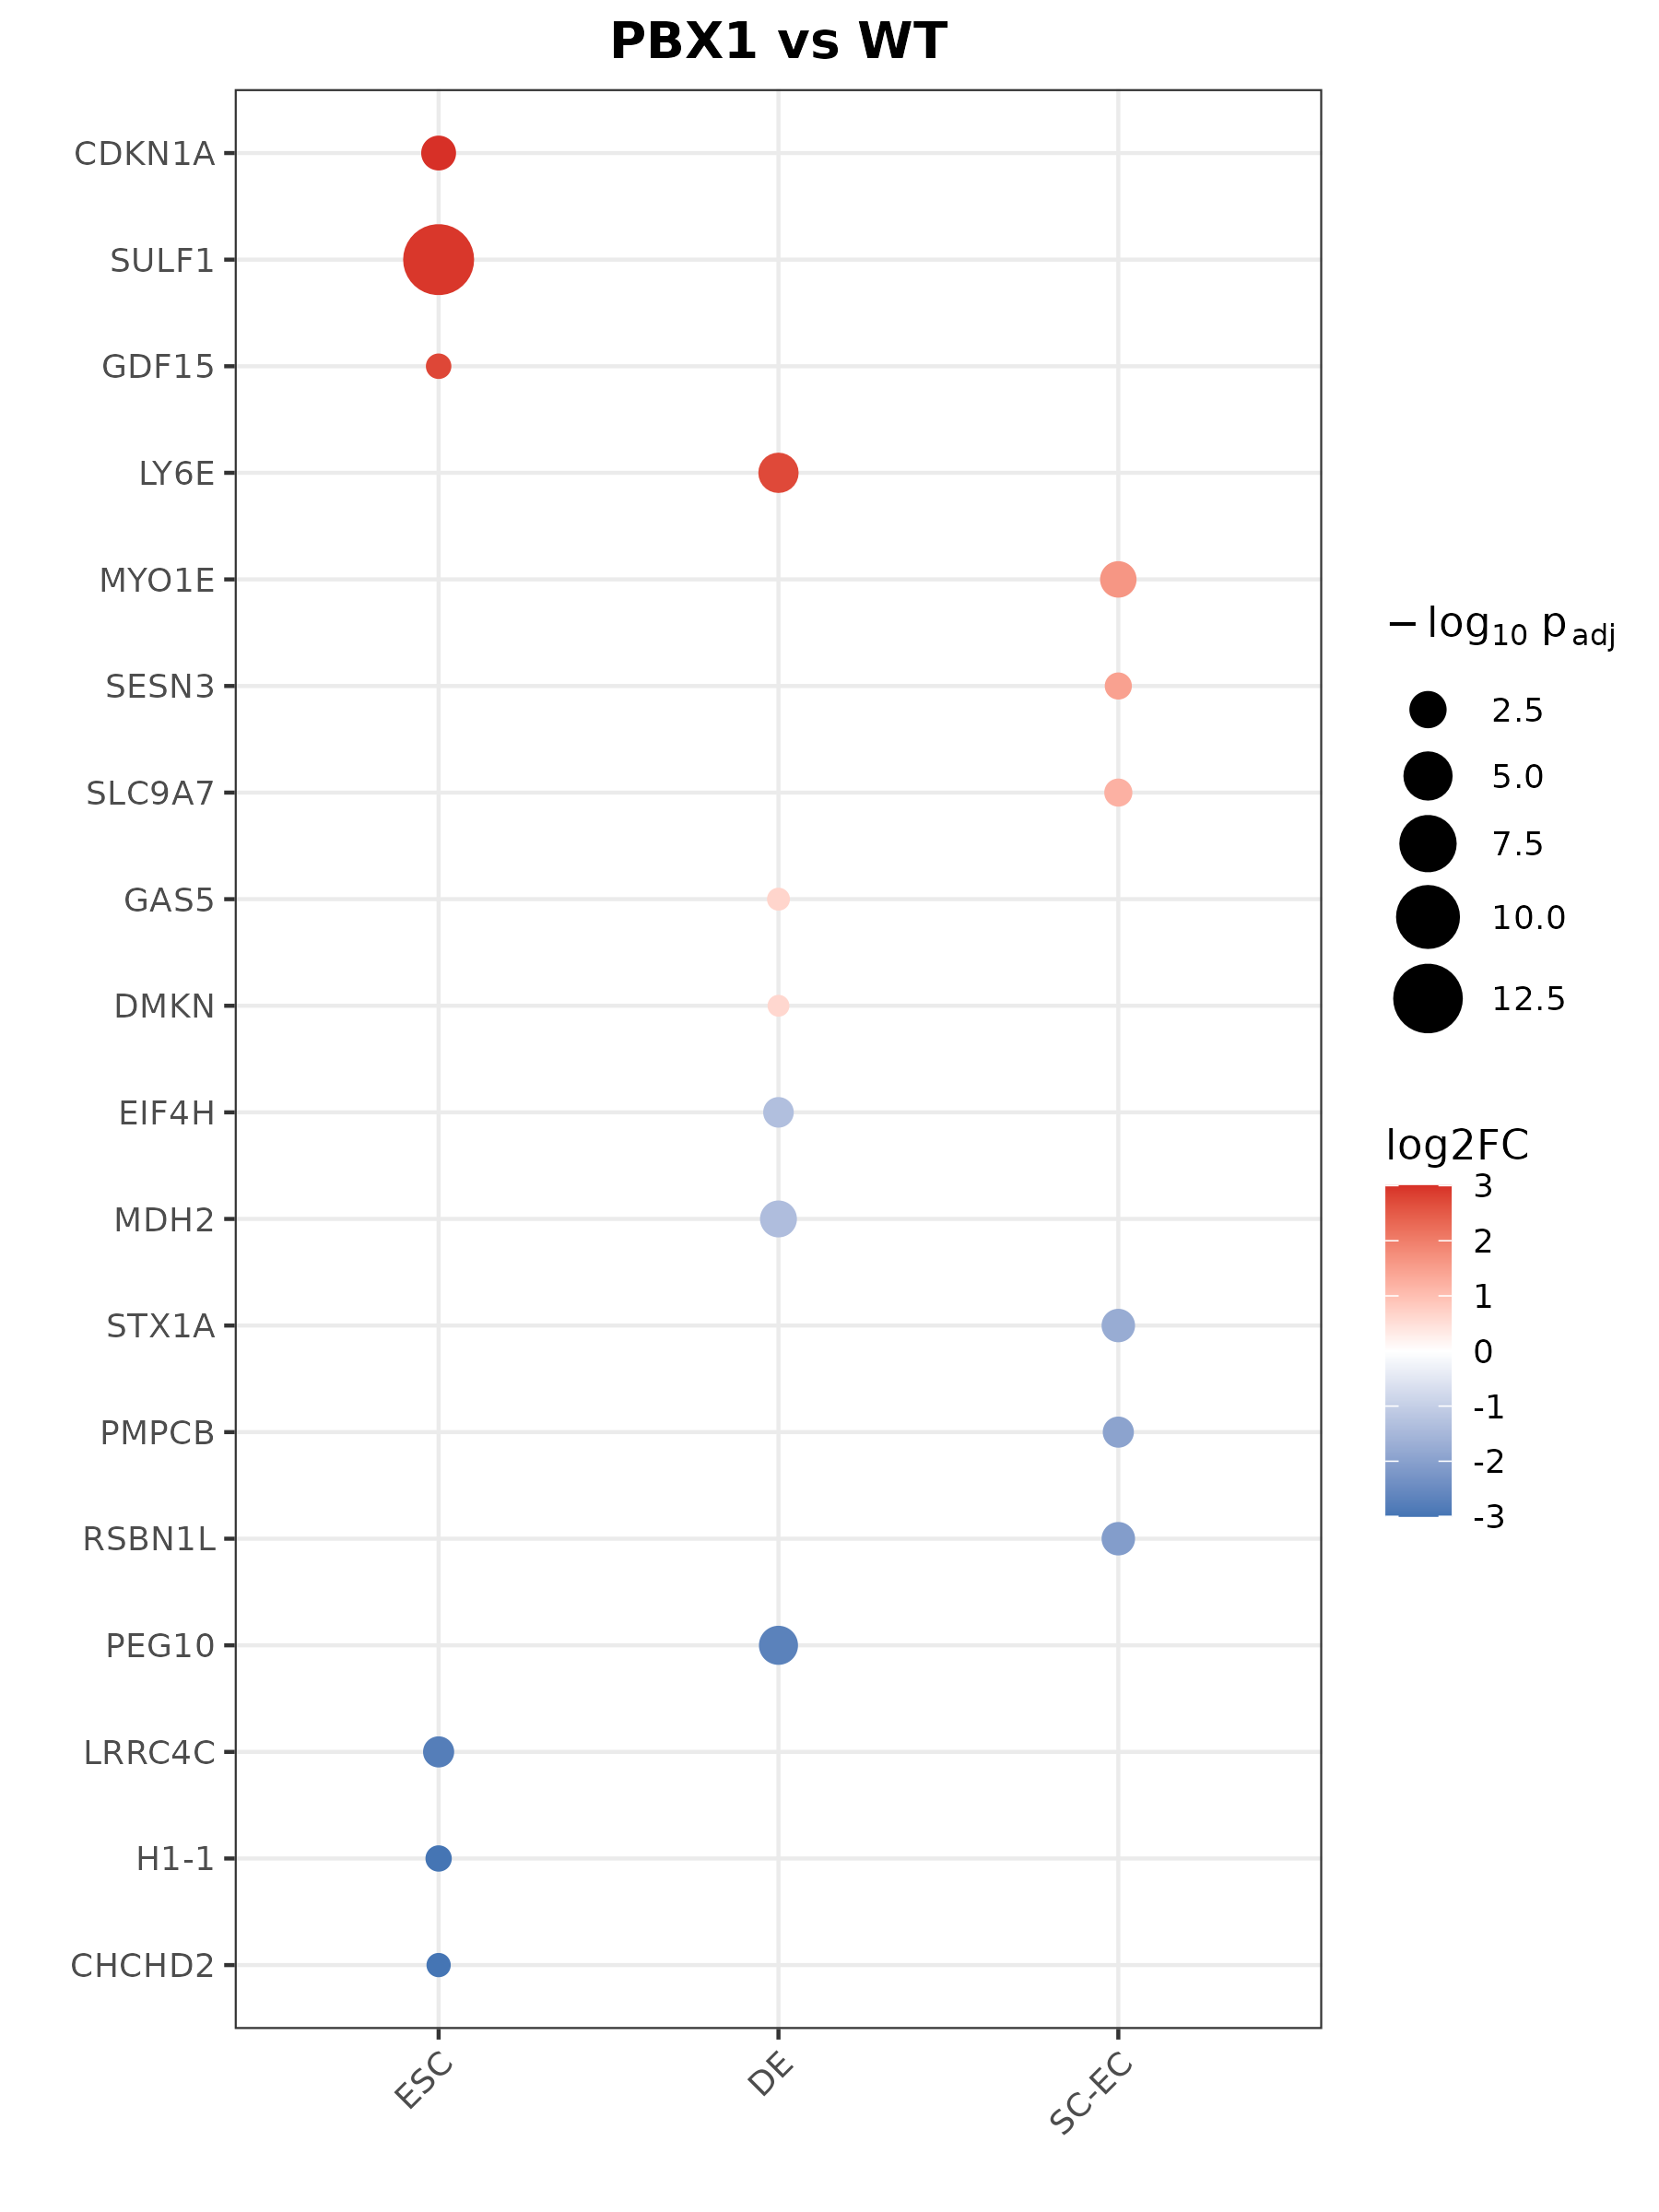 PBX1 vs WT
CDKN1A
SULF1
GDF15
LY6E
MYO1E
SESN3
SLC9A7
GAS5
DMKN
EIF4H
MDH2
STX1A
PMPCB
RSBN1L
PEG10
LRRC4C
H1-1
CHCHD2
ESC
DE
SC-EC
− log₁₀ p adj
2.5
5.0
7.5
10.0
12.5
log2FC
3
2
1
0
-1
-2
-3